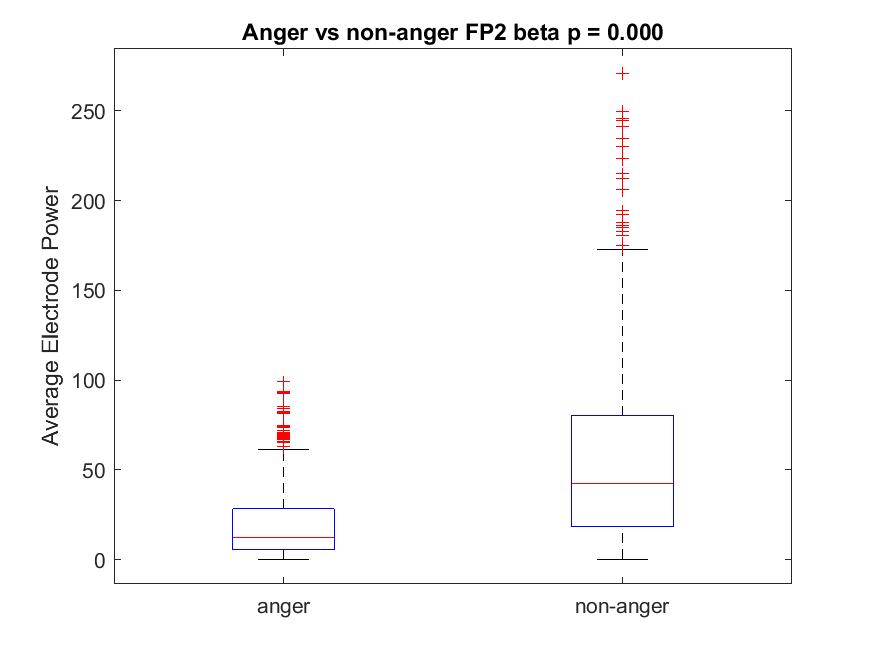 Anger vs non-anger FP2 beta p = 0.000
Average Electrode Power
250
200
150
100
50
0
anger
non-anger